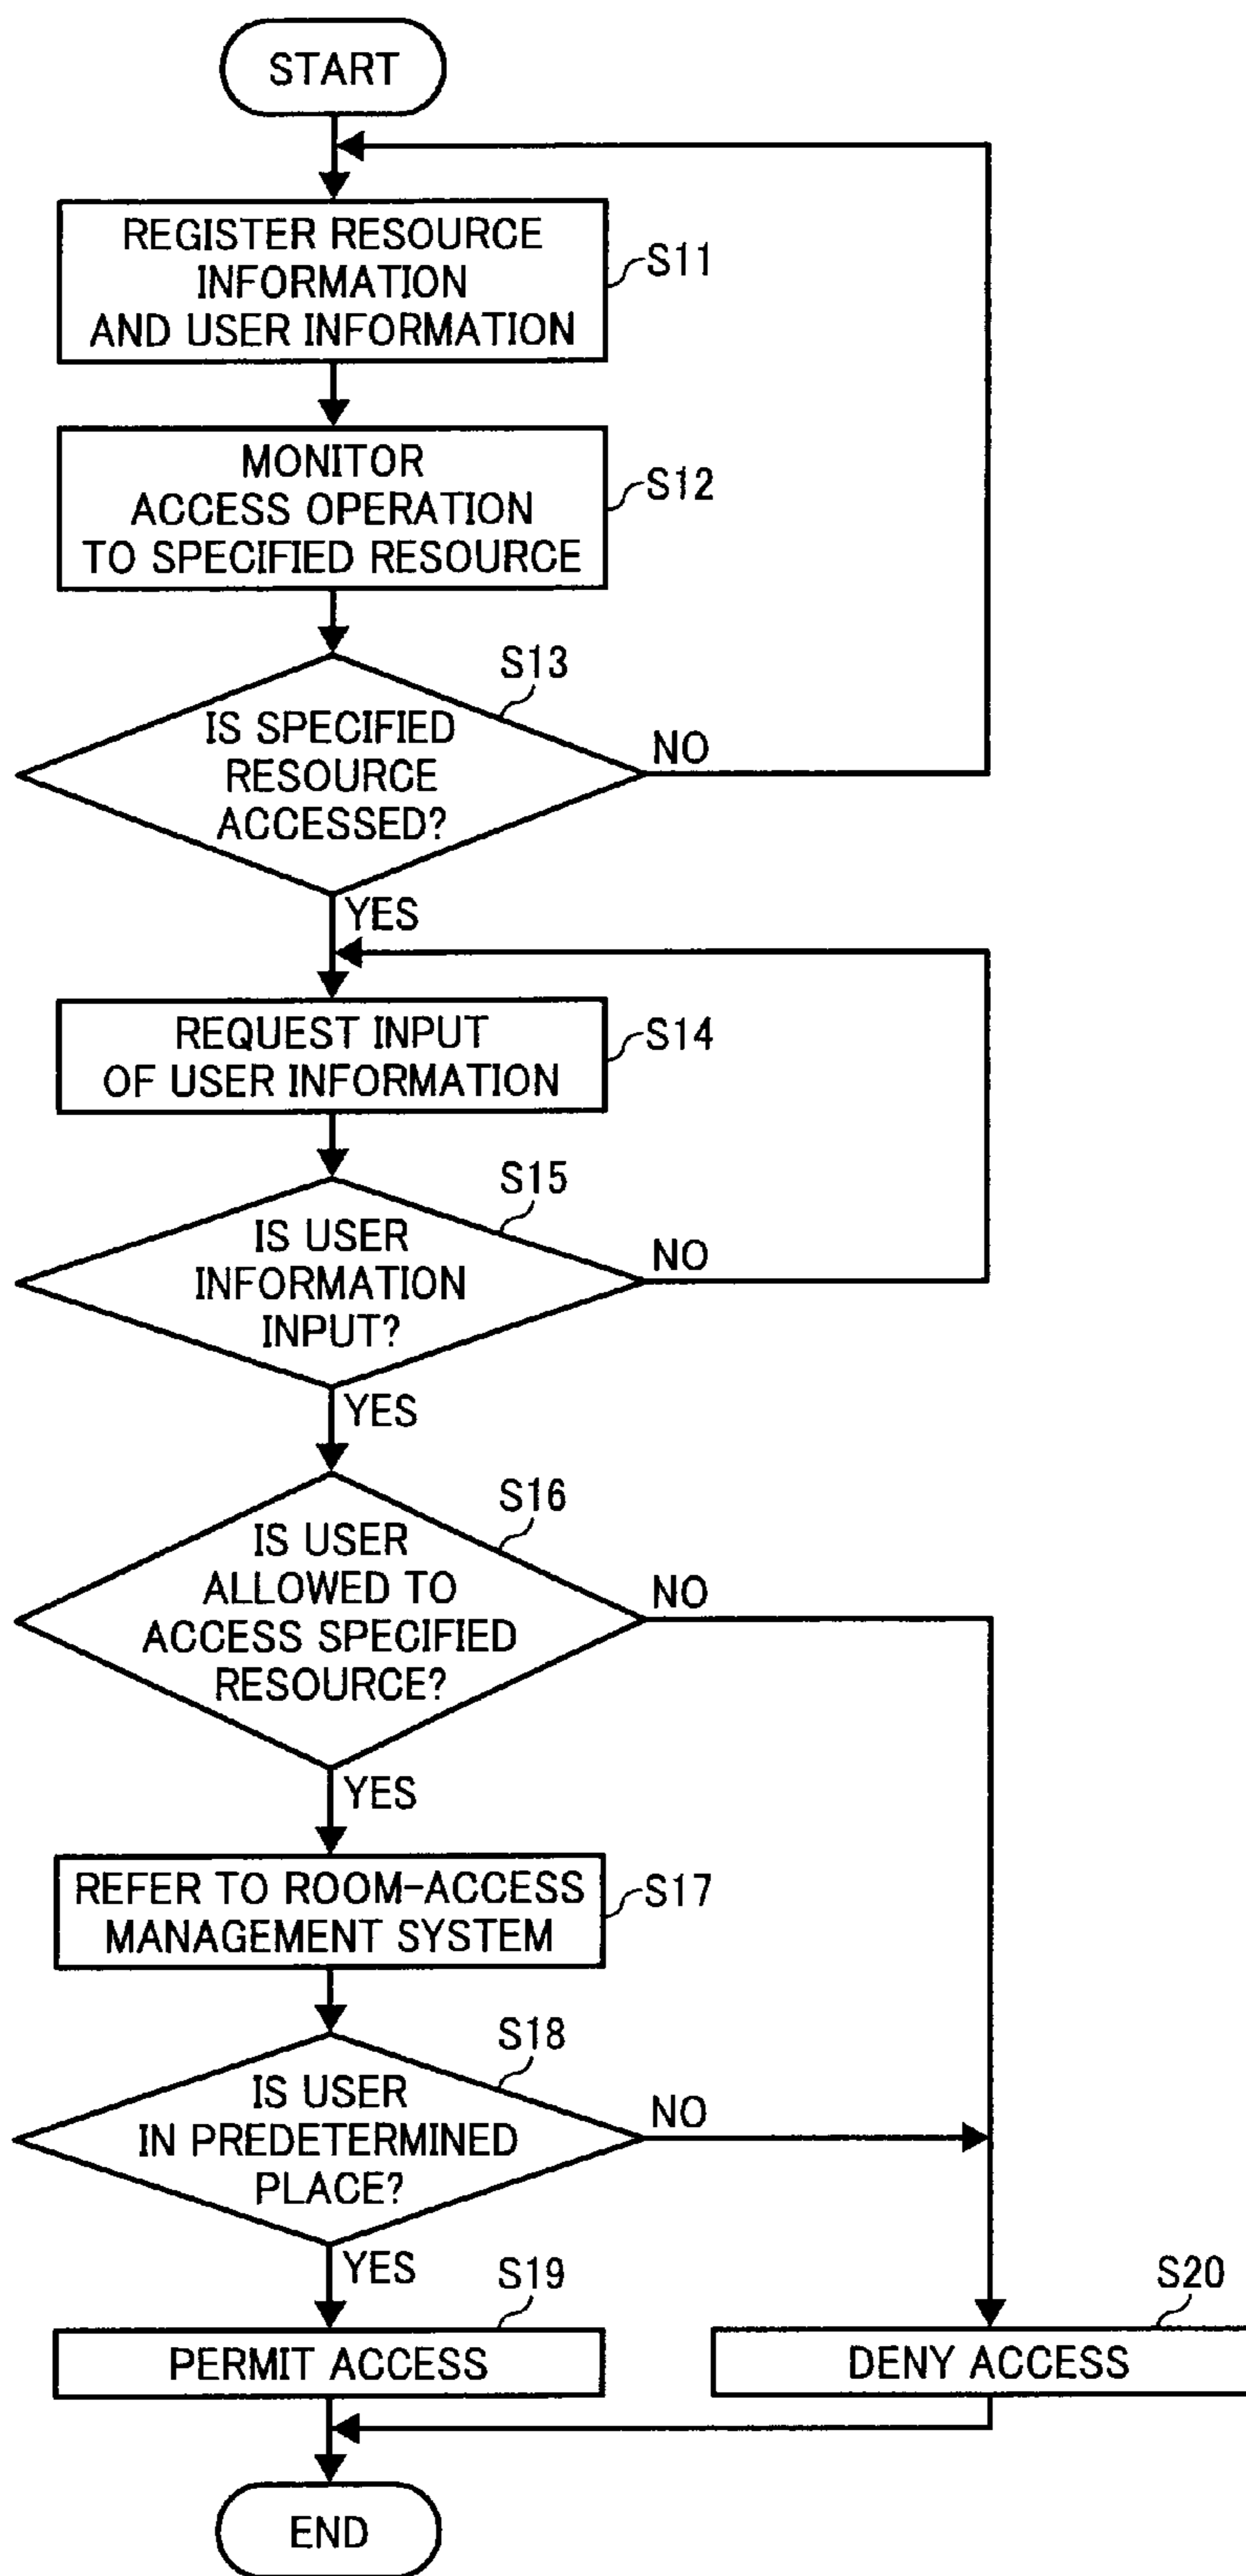 START
REGISTER RESOURCE
INFORMATION
AND USER INFORMATION
S11
MONITOR
ACCESS OPERATION
TO SPECIFIED RESOURCE
S12
S13
IS SPECIFIED
RESOURCE
ACCESSED?
NO
YES
REQUEST INPUT
OF USER INFORMATION
S14
S15
IS USER
INFORMATION
INPUT?
NO
YES
S16
IS USER
ALLOWED TO
ACCESS SPECIFIED
RESOURCE?
NO
YES
REFER TO ROOM-ACCESS
MANAGEMENT SYSTEM
S17
S18
IS USER
IN PREDETERMINED
PLACE?
NO
YES
S19
PERMIT ACCESS
S20
DENY ACCESS
END